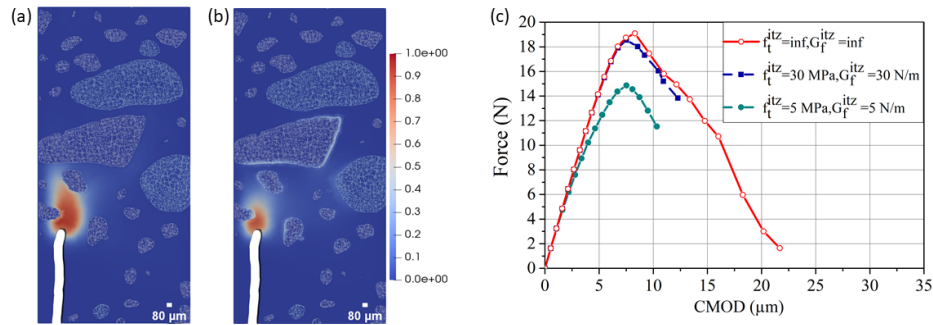 (a)
80 µm
(b)
80 µm
1.0e+00
0.9
0.8
0.7
0.6
0.5
0.4
0.3
0.2
0.1
0.0e+00
(c)
Force (N)
20
18
16
14
12
10
8
6
4
2
0
f_t^itz=inf,G_f^itz=inf
f_t^itz=30 MPa,G_f^itz=30 N/m
f_t^itz=5 MPa,G_f^itz=5 N/m
0 5 10 15 20 25 30 35
CMOD (µm)